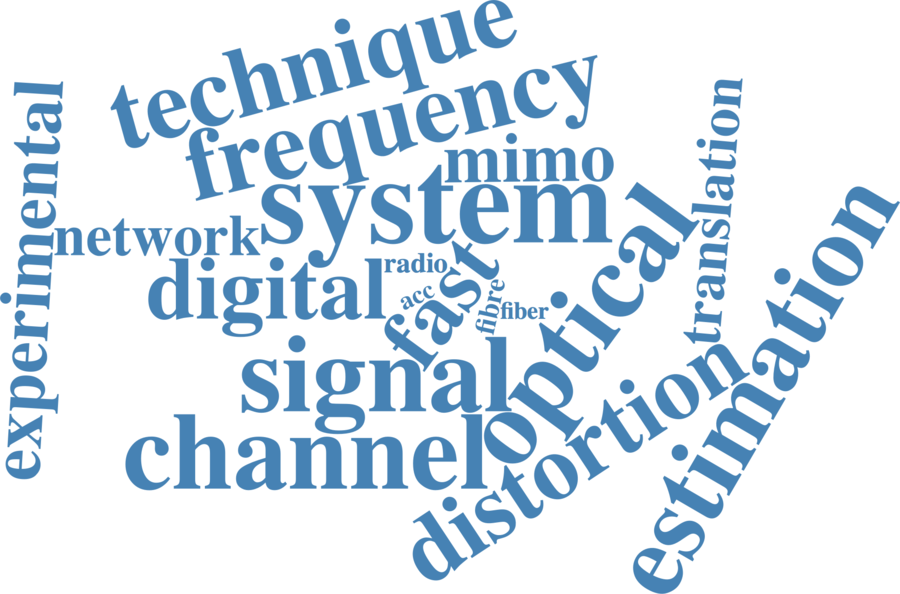 technique
frequency
mimo
system
experimental
network
translation
digital
radio
fast
acc
fibre
fiber
optical
signal
channel
distortion
estimation